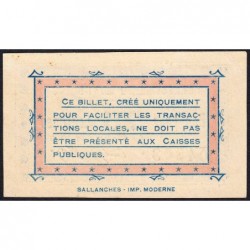 CE BILLET, CRÉÉ UNIQUEMENT
POUR FACILITER LES TRANSAC
TIONS LOCALES, NE DOIT PAS
ÊTRE PRÉSENTÉ AUX CAISSES
PUBLIQUES.
SALLANCHES - IMP. MODERNE